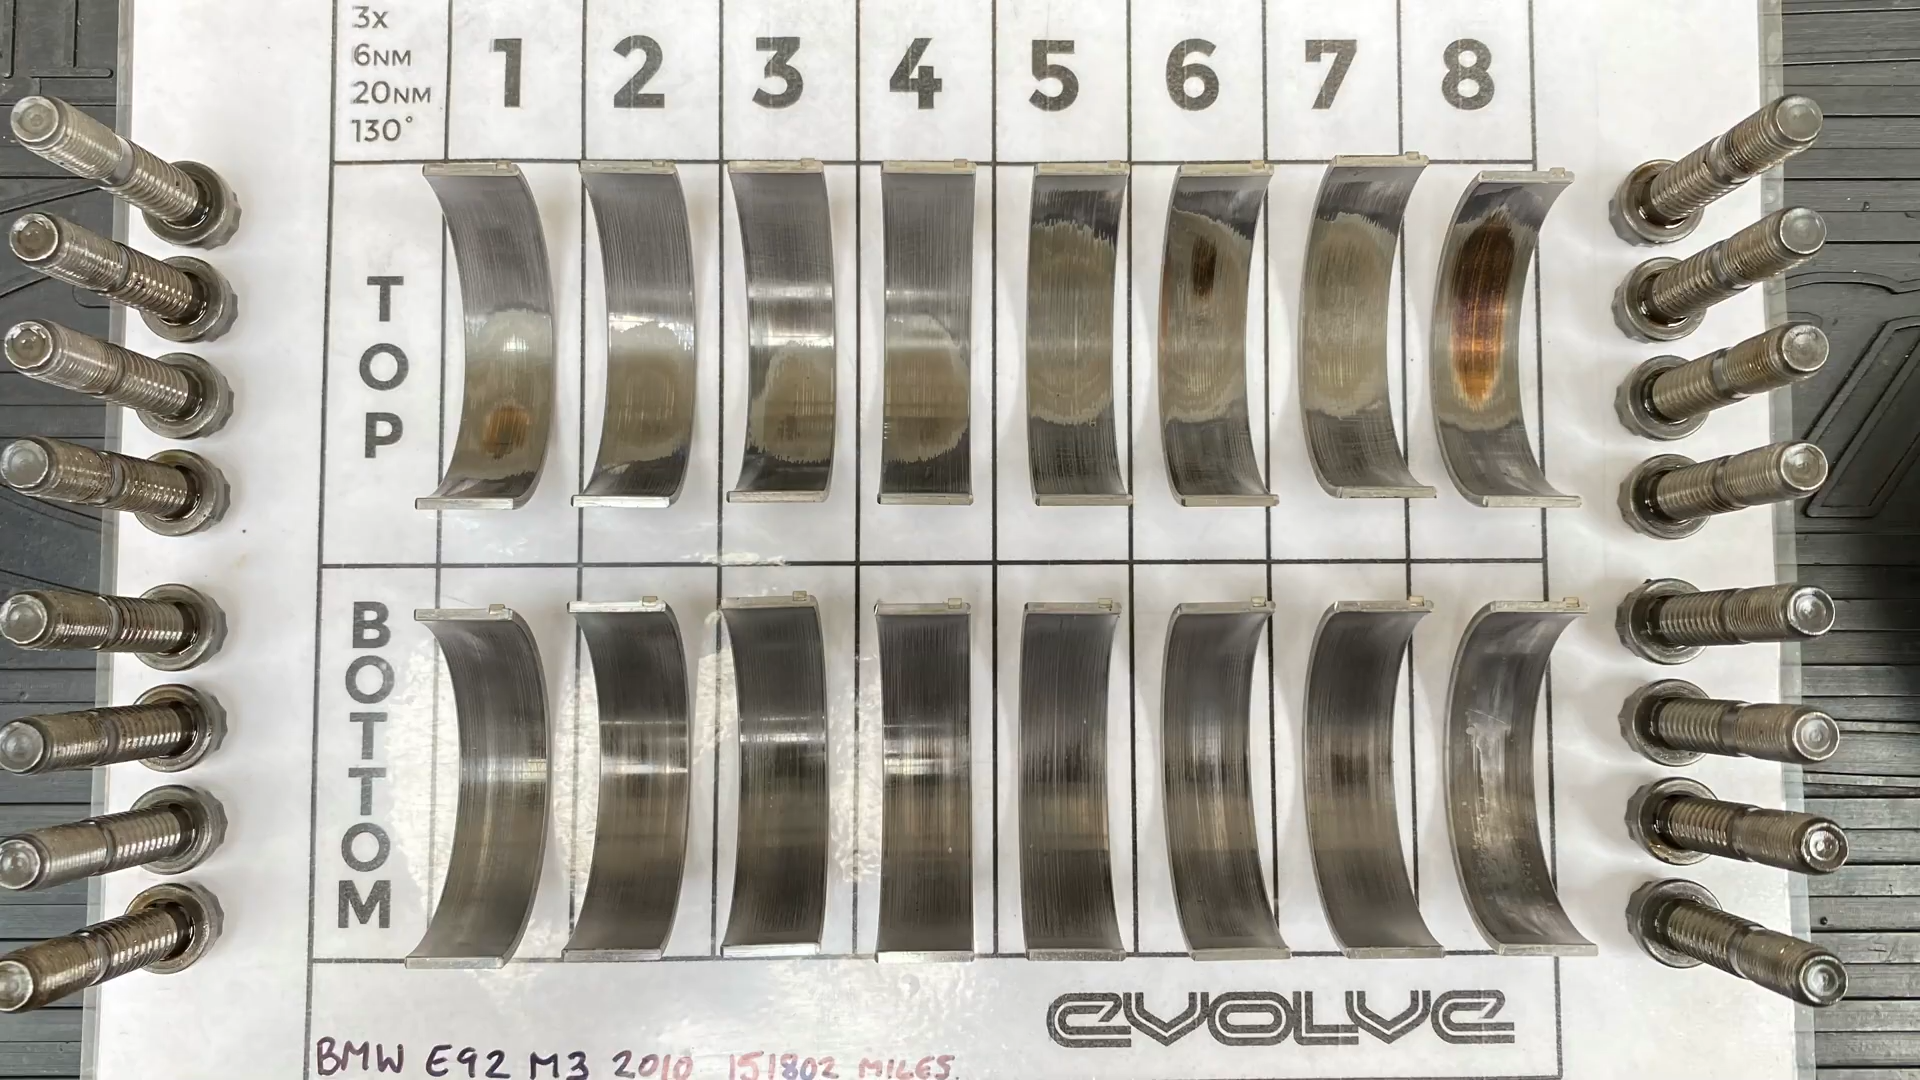 3x
6NM
20NM
130°
1 2 3 4 5 6 7 8
TOP
BOTTOM
evolve
BMW E92 M3 2010 151802 MILES.